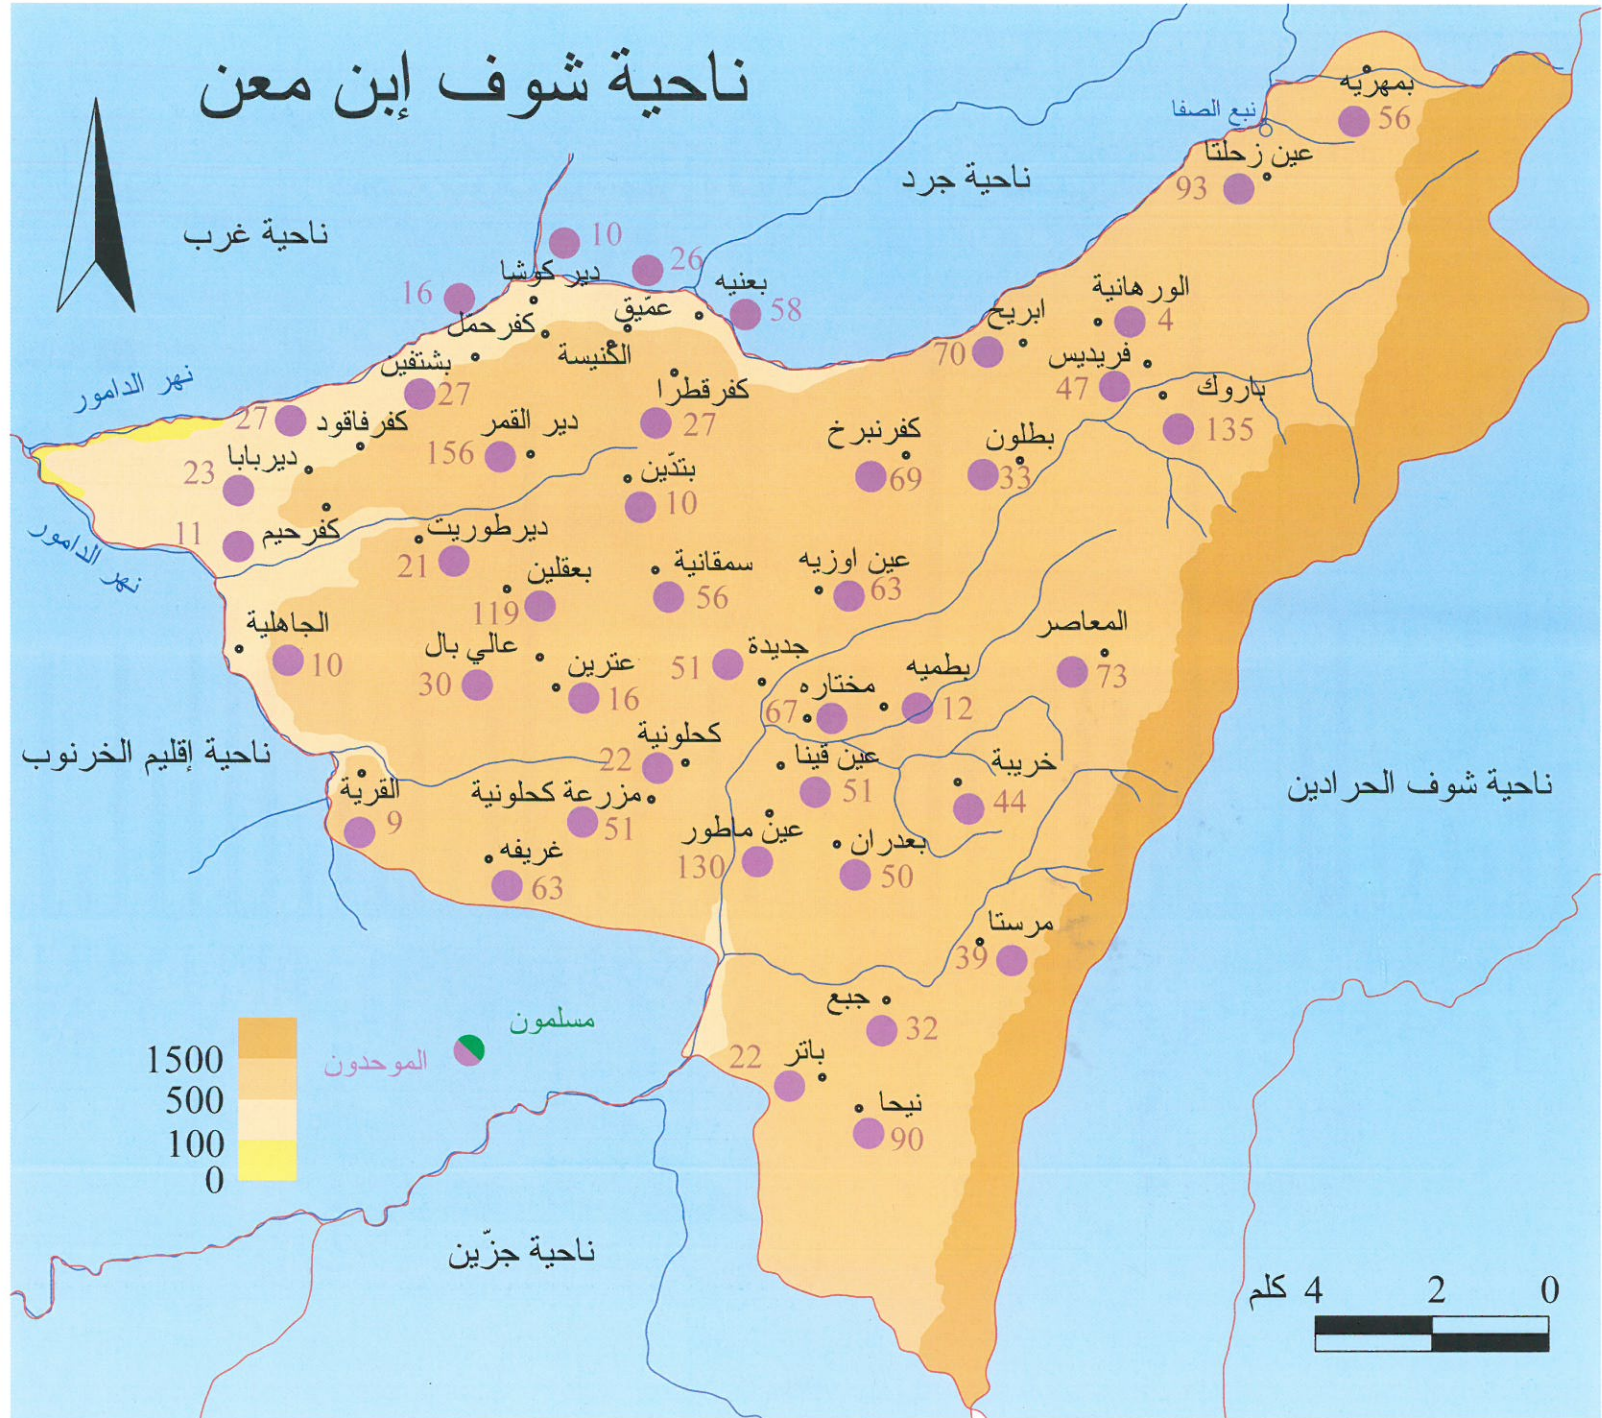 ناحية شوف إبن معن
بمهريّه
56
نبع الصفا
عين زحلتا
93
ناحية جرد
ناحية غرب
10
26
دير كوشا
16
بعنيه
58
عمّيق
كفرحمّل
الكنيسة
الورهانية
4
ابريح
70
بشتفين
27
فريديس
47
نهر الدامور
باروك
135
كفرقطرا
27
27
كفرفاقود
دير القمر
156
كفرنبرخ
69
بطلون
33
ديربابا
23
بتدّين
10
كفرحيم
11
نهر الدامور
ديرطوريت
21
بعقلين
119
سمقانية
56
عين اوزيه
63
الجاهلية
10
عالي بال
30
عترين
16
جديدة
51
المعاصر
73
بطميه
12
مختاره
67
كحلونية
22
عين قينا
51
خريبة
44
ناحية إقليم الخرنوب
ناحية شوف الحرادين
القرية
9
مزرعة كحلونية
51
عين ماطور
130
بعدران
50
غريفه
63
مرستا
39
جبع
32
باتر
22
نيحا
90
مسلمون
الموحدون
1500
500
100
0
ناحية جزّين
0 2 4 كلم